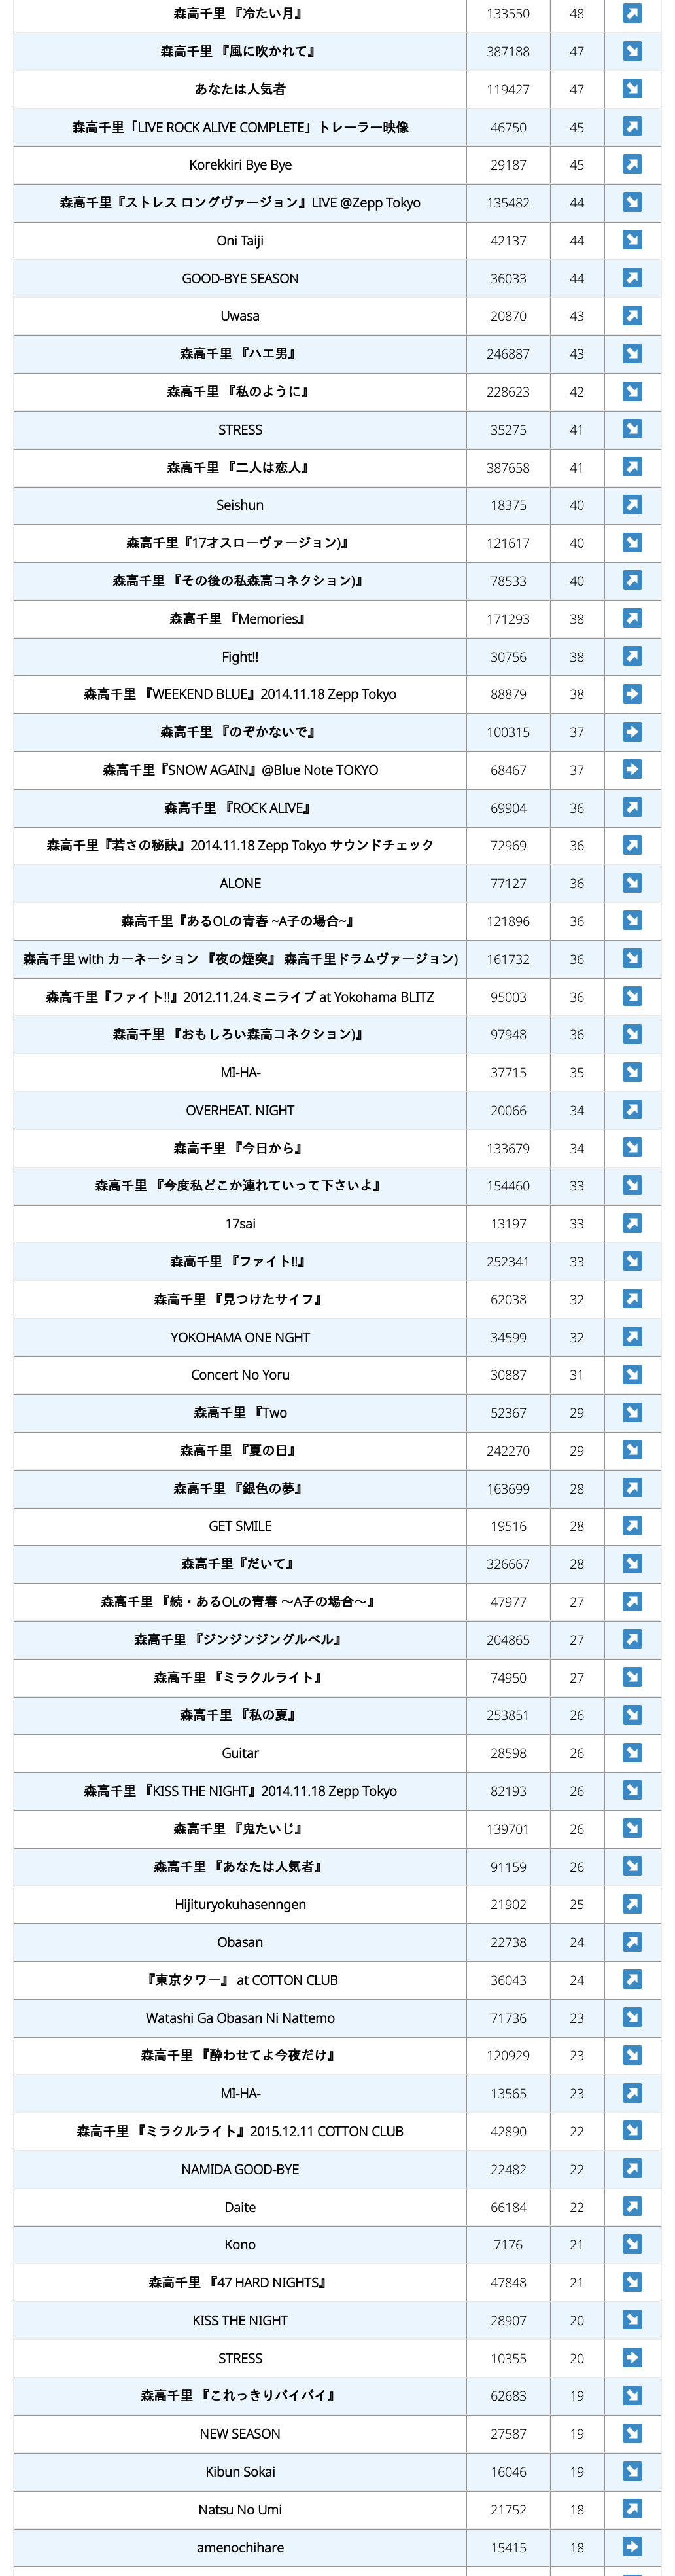 森高千里 『冷たい月』 133550 48 ↗
森高千里 『風に吹かれて』 387188 47 ↘
あなたは人気者 119427 47 ↘
森高千里「LIVE ROCK ALIVE COMPLETE」トレーラー映像 46750 45 ↗
Korekkiri Bye Bye 29187 45 ↗
森高千里『ストレス ロングヴァージョン』LIVE @Zepp Tokyo 135482 44 ↘
Oni Taiji 42137 44 ↘
GOOD-BYE SEASON 36033 44 ↗
Uwasa 20870 43 ↗
森高千里 『ハエ男』 246887 43 ↘
森高千里 『私のように』 228623 42 ↘
STRESS 35275 41 ↘
森高千里 『二人は恋人』 387658 41 ↗
Seishun 18375 40 ↗
森高千里『17才スローヴァージョン)』 121617 40 ↘
森高千里 『その後の私森高コネクション)』 78533 40 ↗
森高千里 『Memories』 171293 38 ↗
Fight!! 30756 38 ↗
森高千里 『WEEKEND BLUE』2014.11.18 Zepp Tokyo 88879 38 ➡
森高千里 『のぞかないで』 100315 37 ➡
森高千里『SNOW AGAIN』@Blue Note TOKYO 68467 37 ➡
森高千里 『ROCK ALIVE』 69904 36 ↗
森高千里『若さの秘訣』2014.11.18 Zepp Tokyo サウンドチェック 72969 36 ↗
ALONE 77127 36 ↘
森高千里『あるOLの青春 ~A子の場合~』 121896 36 ↘
森高千里 with カーネーション 『夜の煙突』 森高千里ドラムヴァージョン) 161732 36 ↘
森高千里『ファイト!!』2012.11.24.ミニライブ at Yokohama BLITZ 95003 36 ↘
森高千里 『おもしろい森高コネクション)』 97948 36 ↘
MI-HA- 37715 35 ↘
OVERHEAT. NIGHT 20066 34 ↗
森高千里 『今日から』 133679 34 ↘
森高千里 『今度私どこか連れていって下さいよ』 154460 33 ↘
17sai 13197 33 ↗
森高千里 『ファイト!!』 252341 33 ↘
森高千里 『見つけたサイフ』 62038 32 ↗
YOKOHAMA ONE NGHT 34599 32 ↗
Concert No Yoru 30887 31 ↘
森高千里 『Two 52367 29 ↘
森高千里 『夏の日』 242270 29 ↘
森高千里 『銀色の夢』 163699 28 ↗
GET SMILE 19516 28 ↗
森高千里『だいて』 326667 28 ↘
森高千里 『続・あるOLの青春 〜A子の場合〜』 47977 27 ↗
森高千里 『ジンジンジングルベル』 204865 27 ↗
森高千里 『ミラクルライト』 74950 27 ↘
森高千里 『私の夏』 253851 26 ↘
Guitar 28598 26 ↘
森高千里 『KISS THE NIGHT』2014.11.18 Zepp Tokyo 82193 26 ↘
森高千里 『鬼たいじ』 139701 26 ↘
森高千里 『あなたは人気者』 91159 26 ↘
Hijituryokuhasenngen 21902 25 ↗
Obasan 22738 24 ↗
『東京タワー』 at COTTON CLUB 36043 24 ↗
Watashi Ga Obasan Ni Nattemo 71736 23 ↘
森高千里 『酔わせてよ今夜だけ』 120929 23 ↘
MI-HA- 13565 23 ↗
森高千里 『ミラクルライト』2015.12.11 COTTON CLUB 42890 22 ↘
NAMIDA GOOD-BYE 22482 22 ↗
Daite 66184 22 ↗
Kono 7176 21 ↘
森高千里 『47 HARD NIGHTS』 47848 21 ↘
KISS THE NIGHT 28907 20 ↘
STRESS 10355 20 ➡
森高千里 『これっきりバイバイ』 62683 19 ↘
NEW SEASON 27587 19 ↘
Kibun Sokai 16046 19 ↘
Natsu No Umi 21752 18 ↗
amenochihare 15415 18 ➡